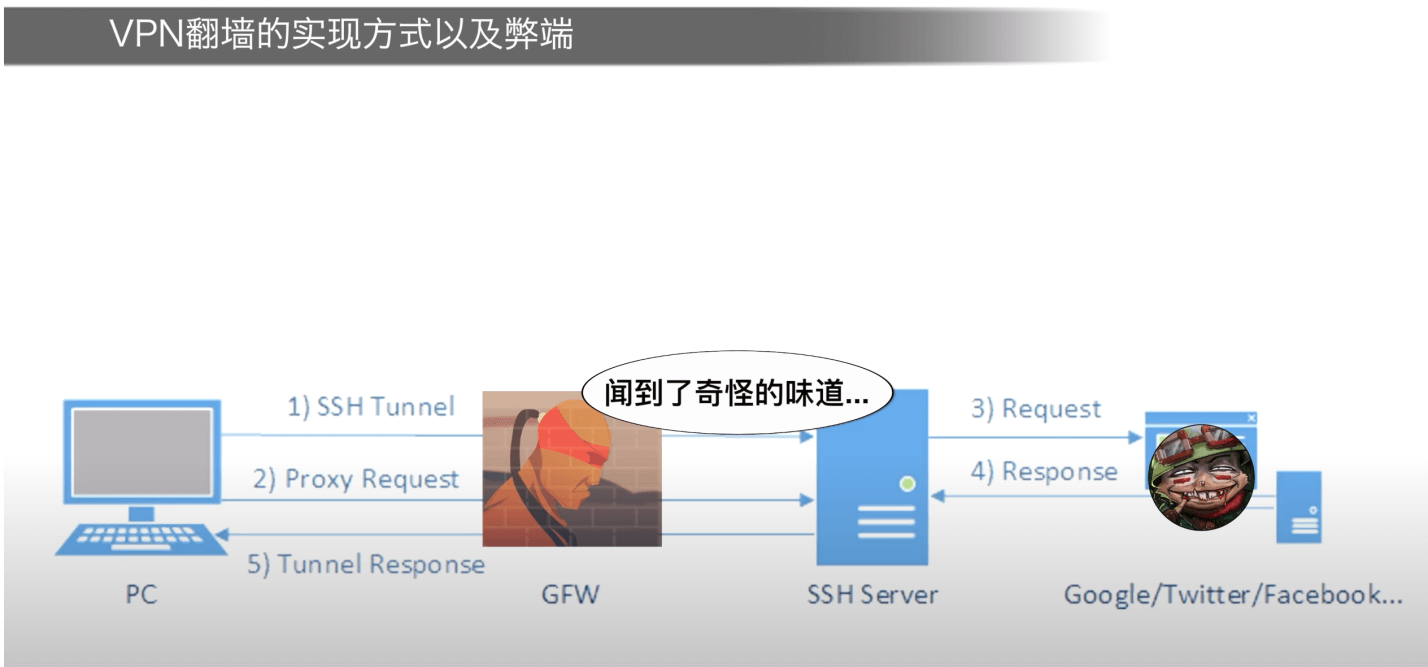 VPN翻墙的实现方式以及弊端
闻到了奇怪的味道...
1) SSH Tunnel
3) Request
2) Proxy Request
4) Response
5) Tunnel Response
PC
GFW
SSH Server
Google/Twitter/Facebook...